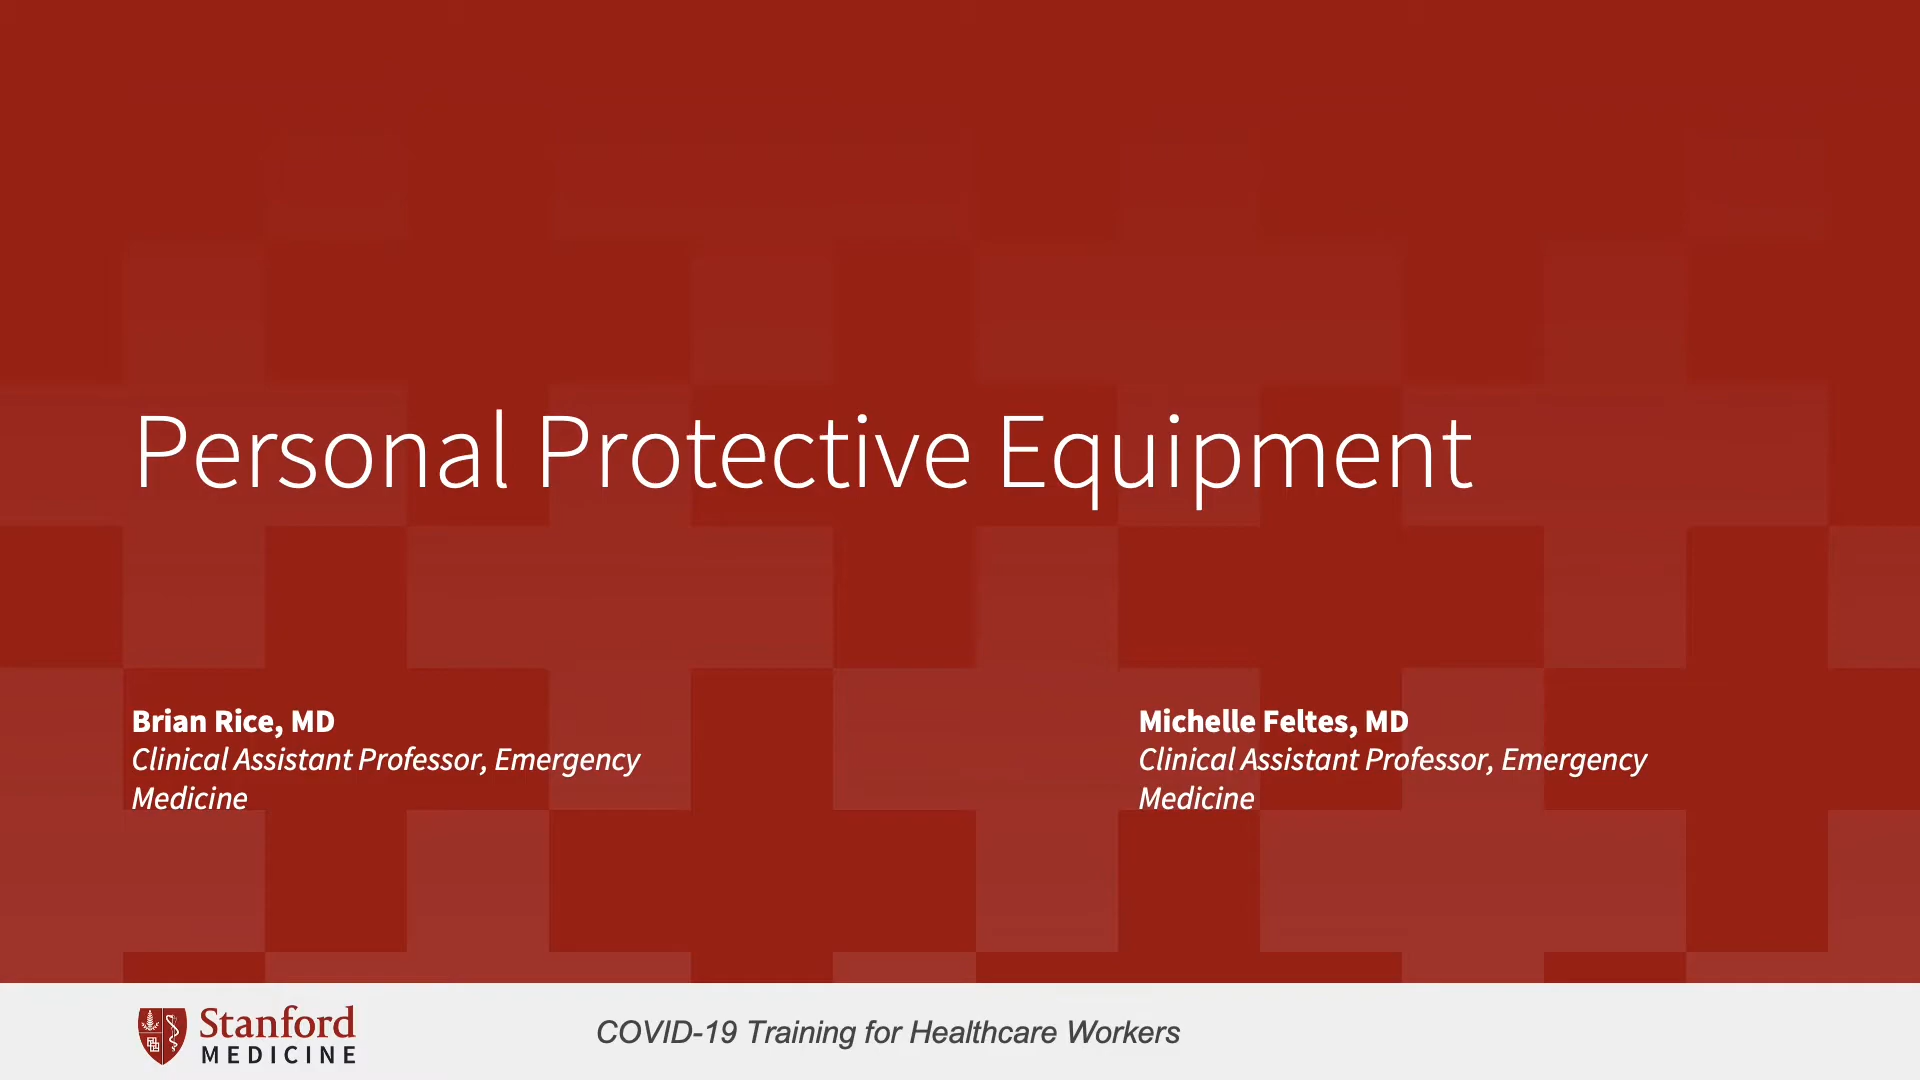 Personal Protective Equipment
Brian Rice, MD
Clinical Assistant Professor, Emergency
Medicine
Michelle Feltes, MD
Clinical Assistant Professor, Emergency
Medicine
Stanford
MEDICINE
COVID-19 Training for Healthcare Workers